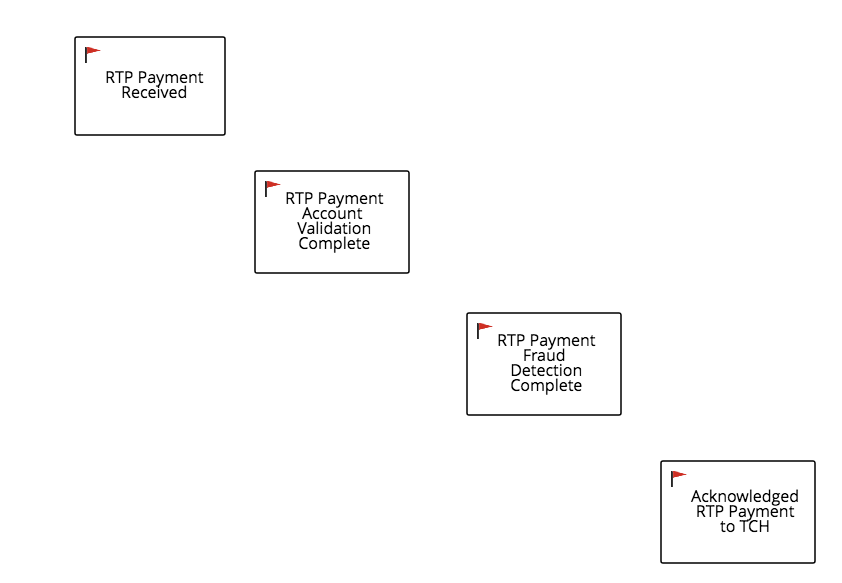 RTP Payment
Received
RTP Payment
Account
Validation
Complete
RTP Payment
Fraud
Detection
Complete
Acknowledged
RTP Payment
to TCH